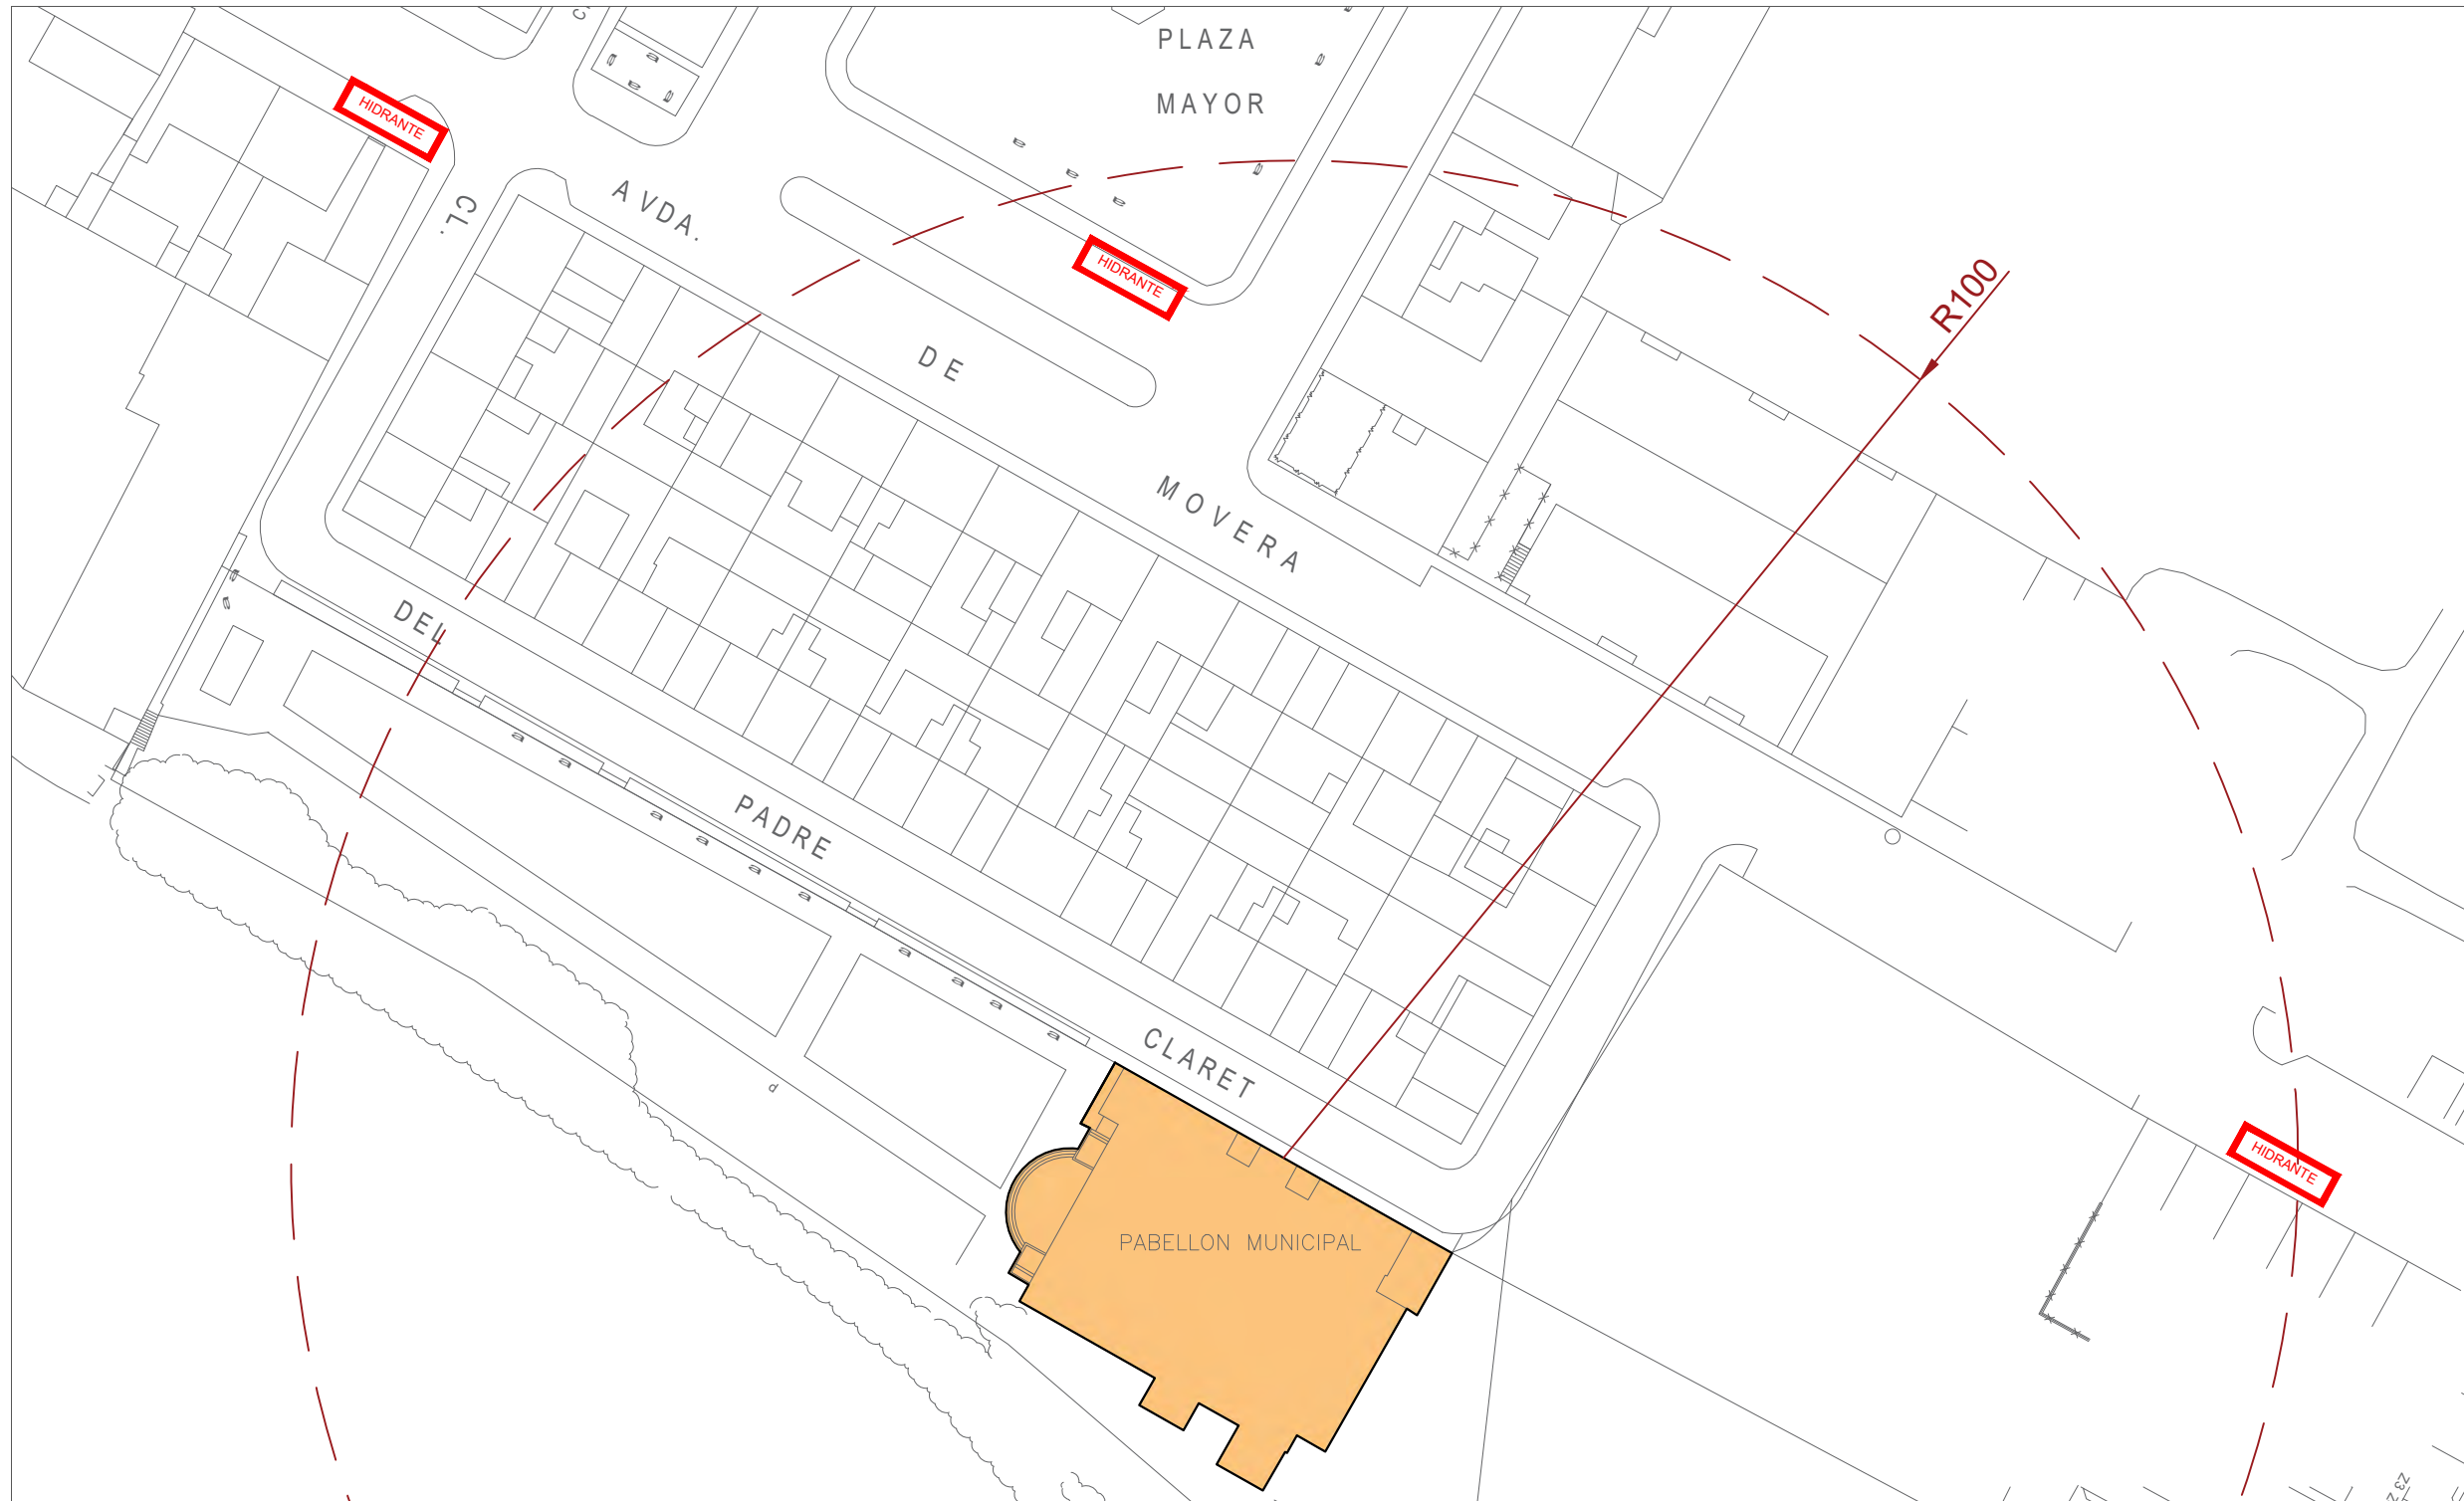 PLAZA
MAYOR
HIDRANTE
CL.
AVDA.
HIDRANTE
R100
DE
MOVERA
DEL
PADRE
CLARET
HIDRANTE
PABELLON MUNICIPAL